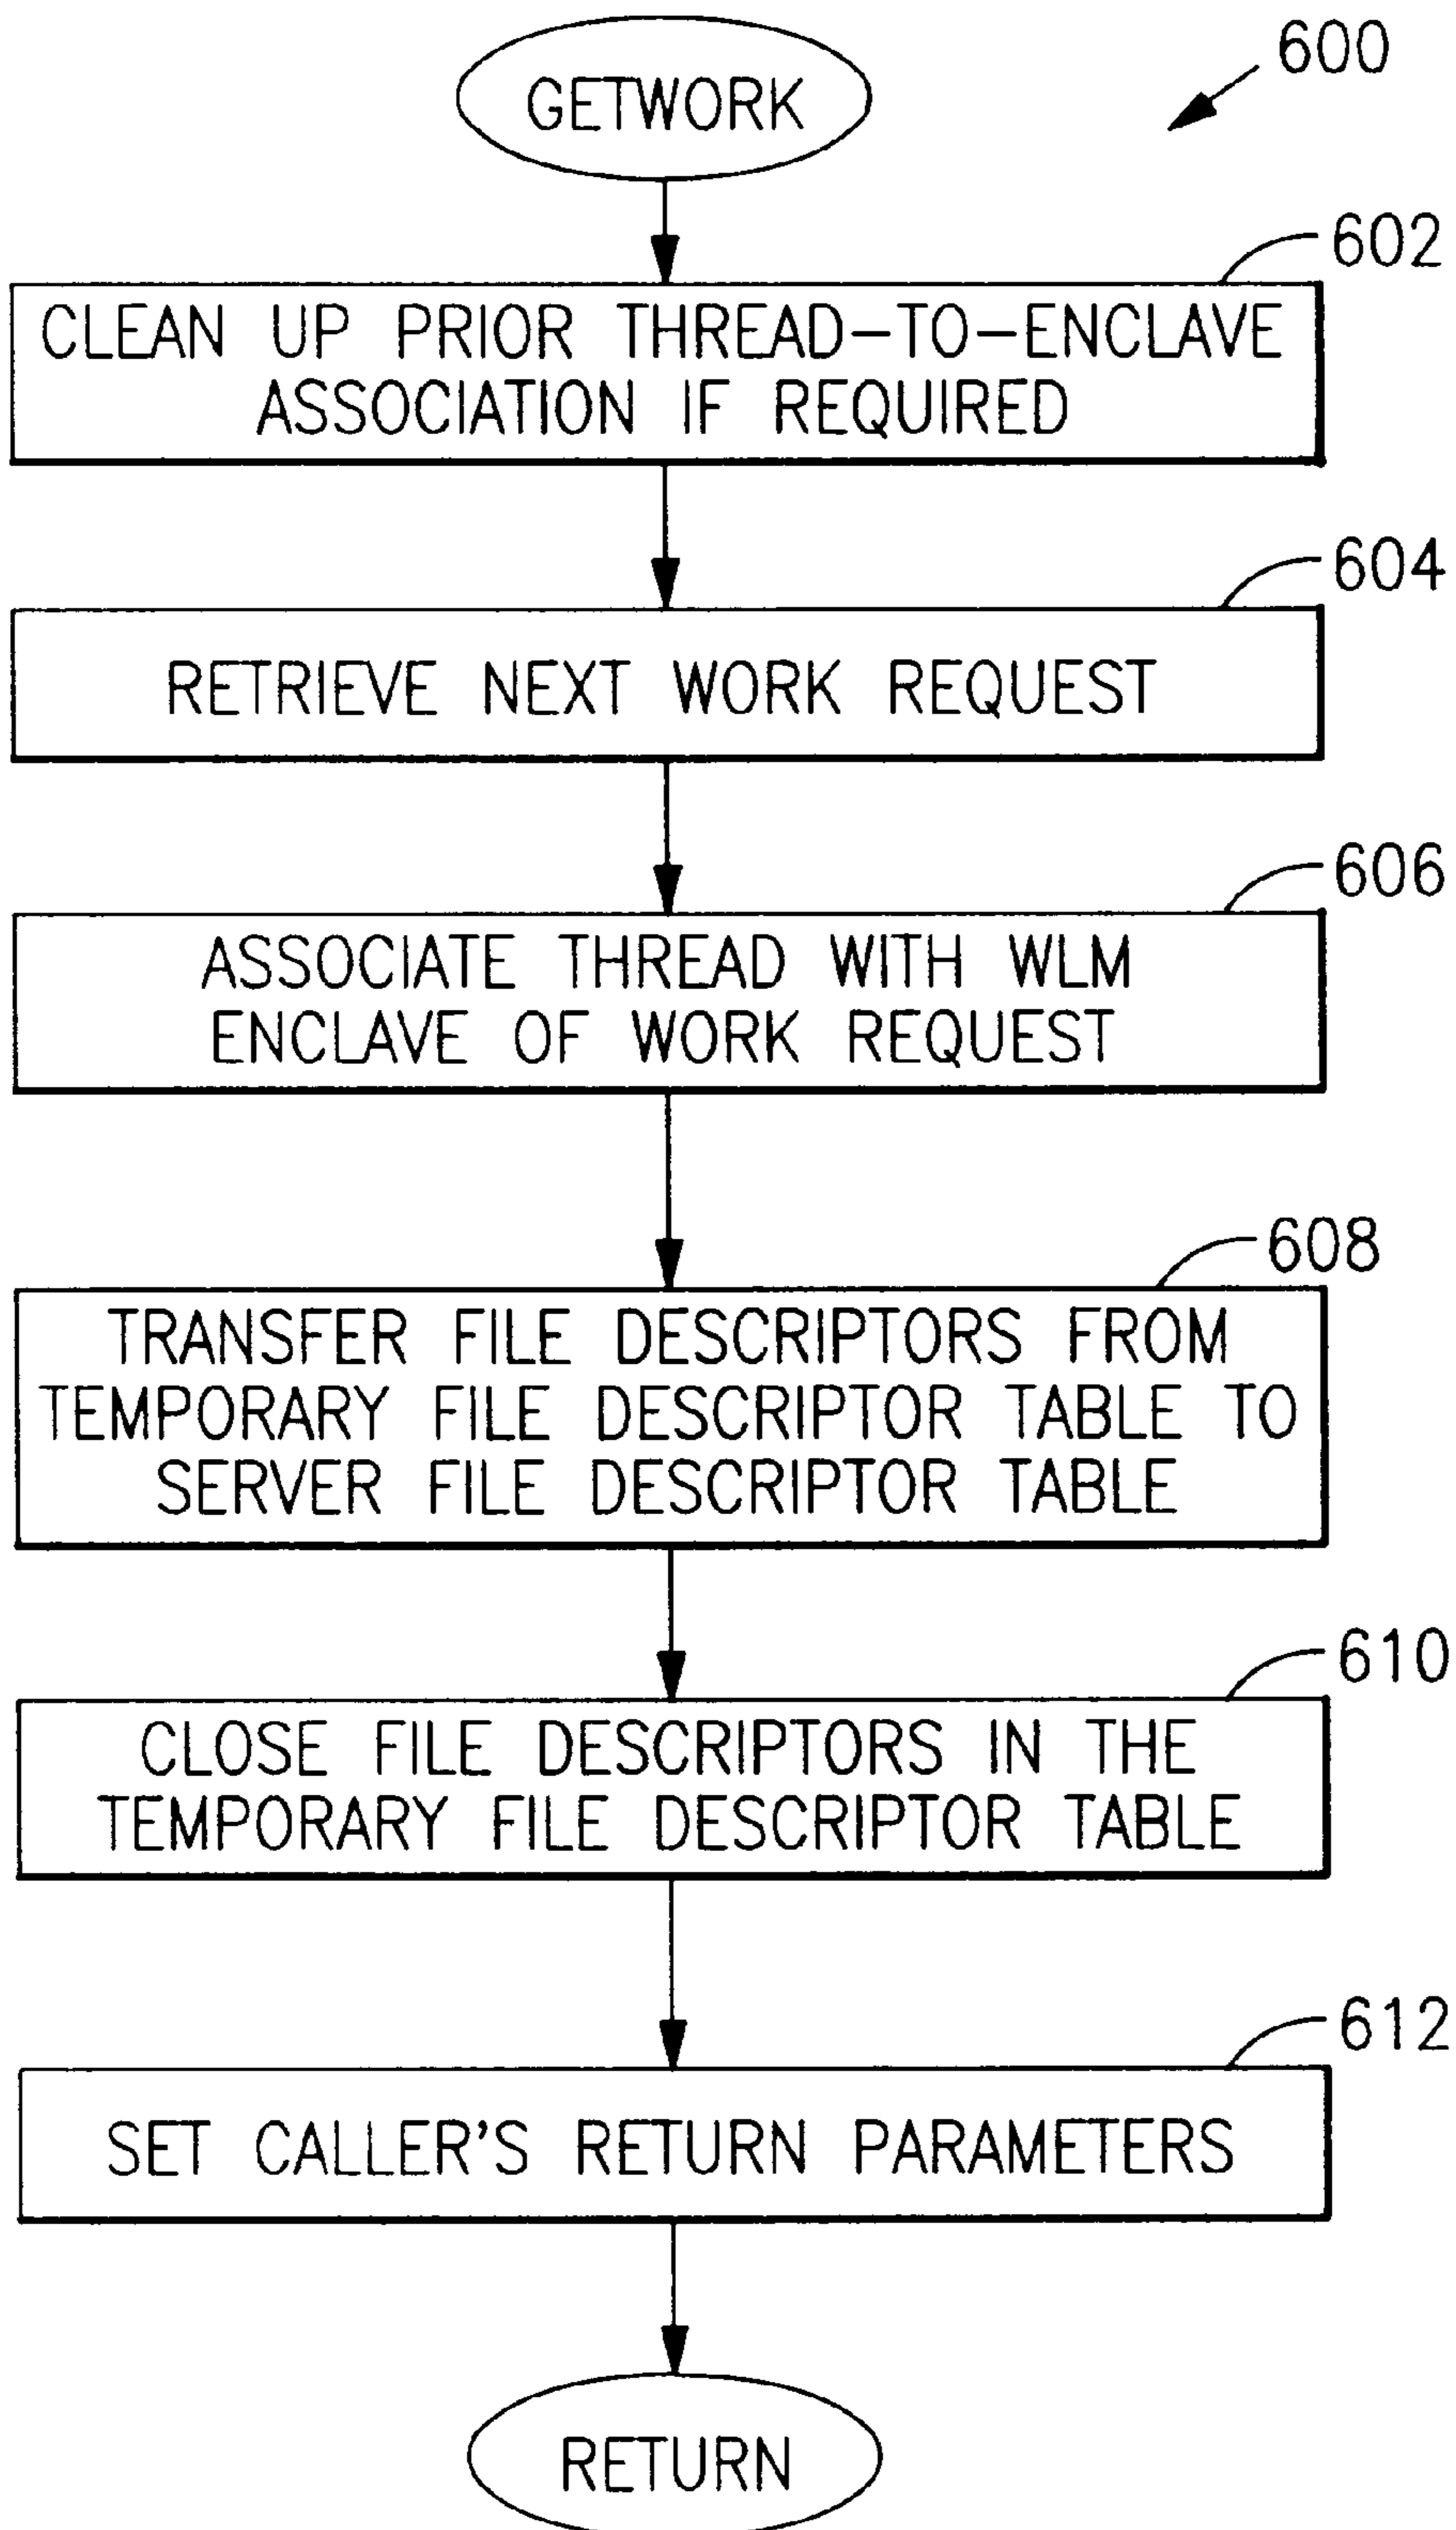 600
GETWORK
602
CLEAN UP PRIOR THREAD-TO-ENCLAVE
ASSOCIATION IF REQUIRED
604
RETRIEVE NEXT WORK REQUEST
606
ASSOCIATE THREAD WITH WLM
ENCLAVE OF WORK REQUEST
608
TRANSFER FILE DESCRIPTORS FROM
TEMPORARY FILE DESCRIPTOR TABLE TO
SERVER FILE DESCRIPTOR TABLE
610
CLOSE FILE DESCRIPTORS IN THE
TEMPORARY FILE DESCRIPTOR TABLE
612
SET CALLER'S RETURN PARAMETERS
RETURN